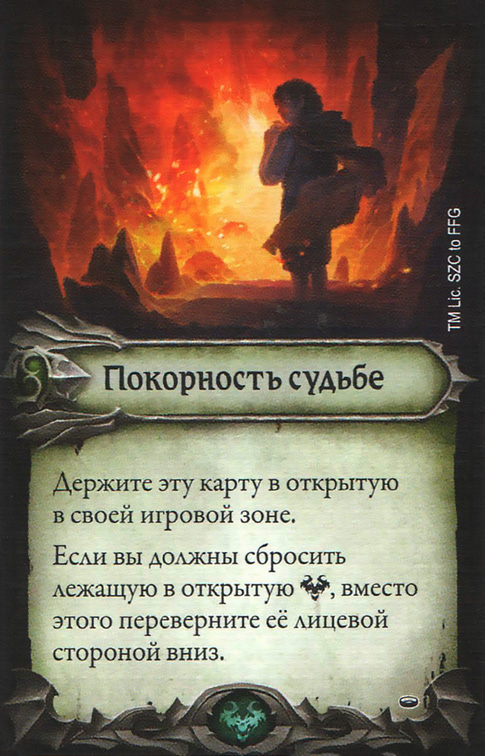 TM Lic. SZC to FFG
Покорность судьбе
Держите эту карту в открытую
в своей игровой зоне.
Если вы должны сбросить
лежащую в открытую , вместо
этого переверните её лицевой
стороной вниз.